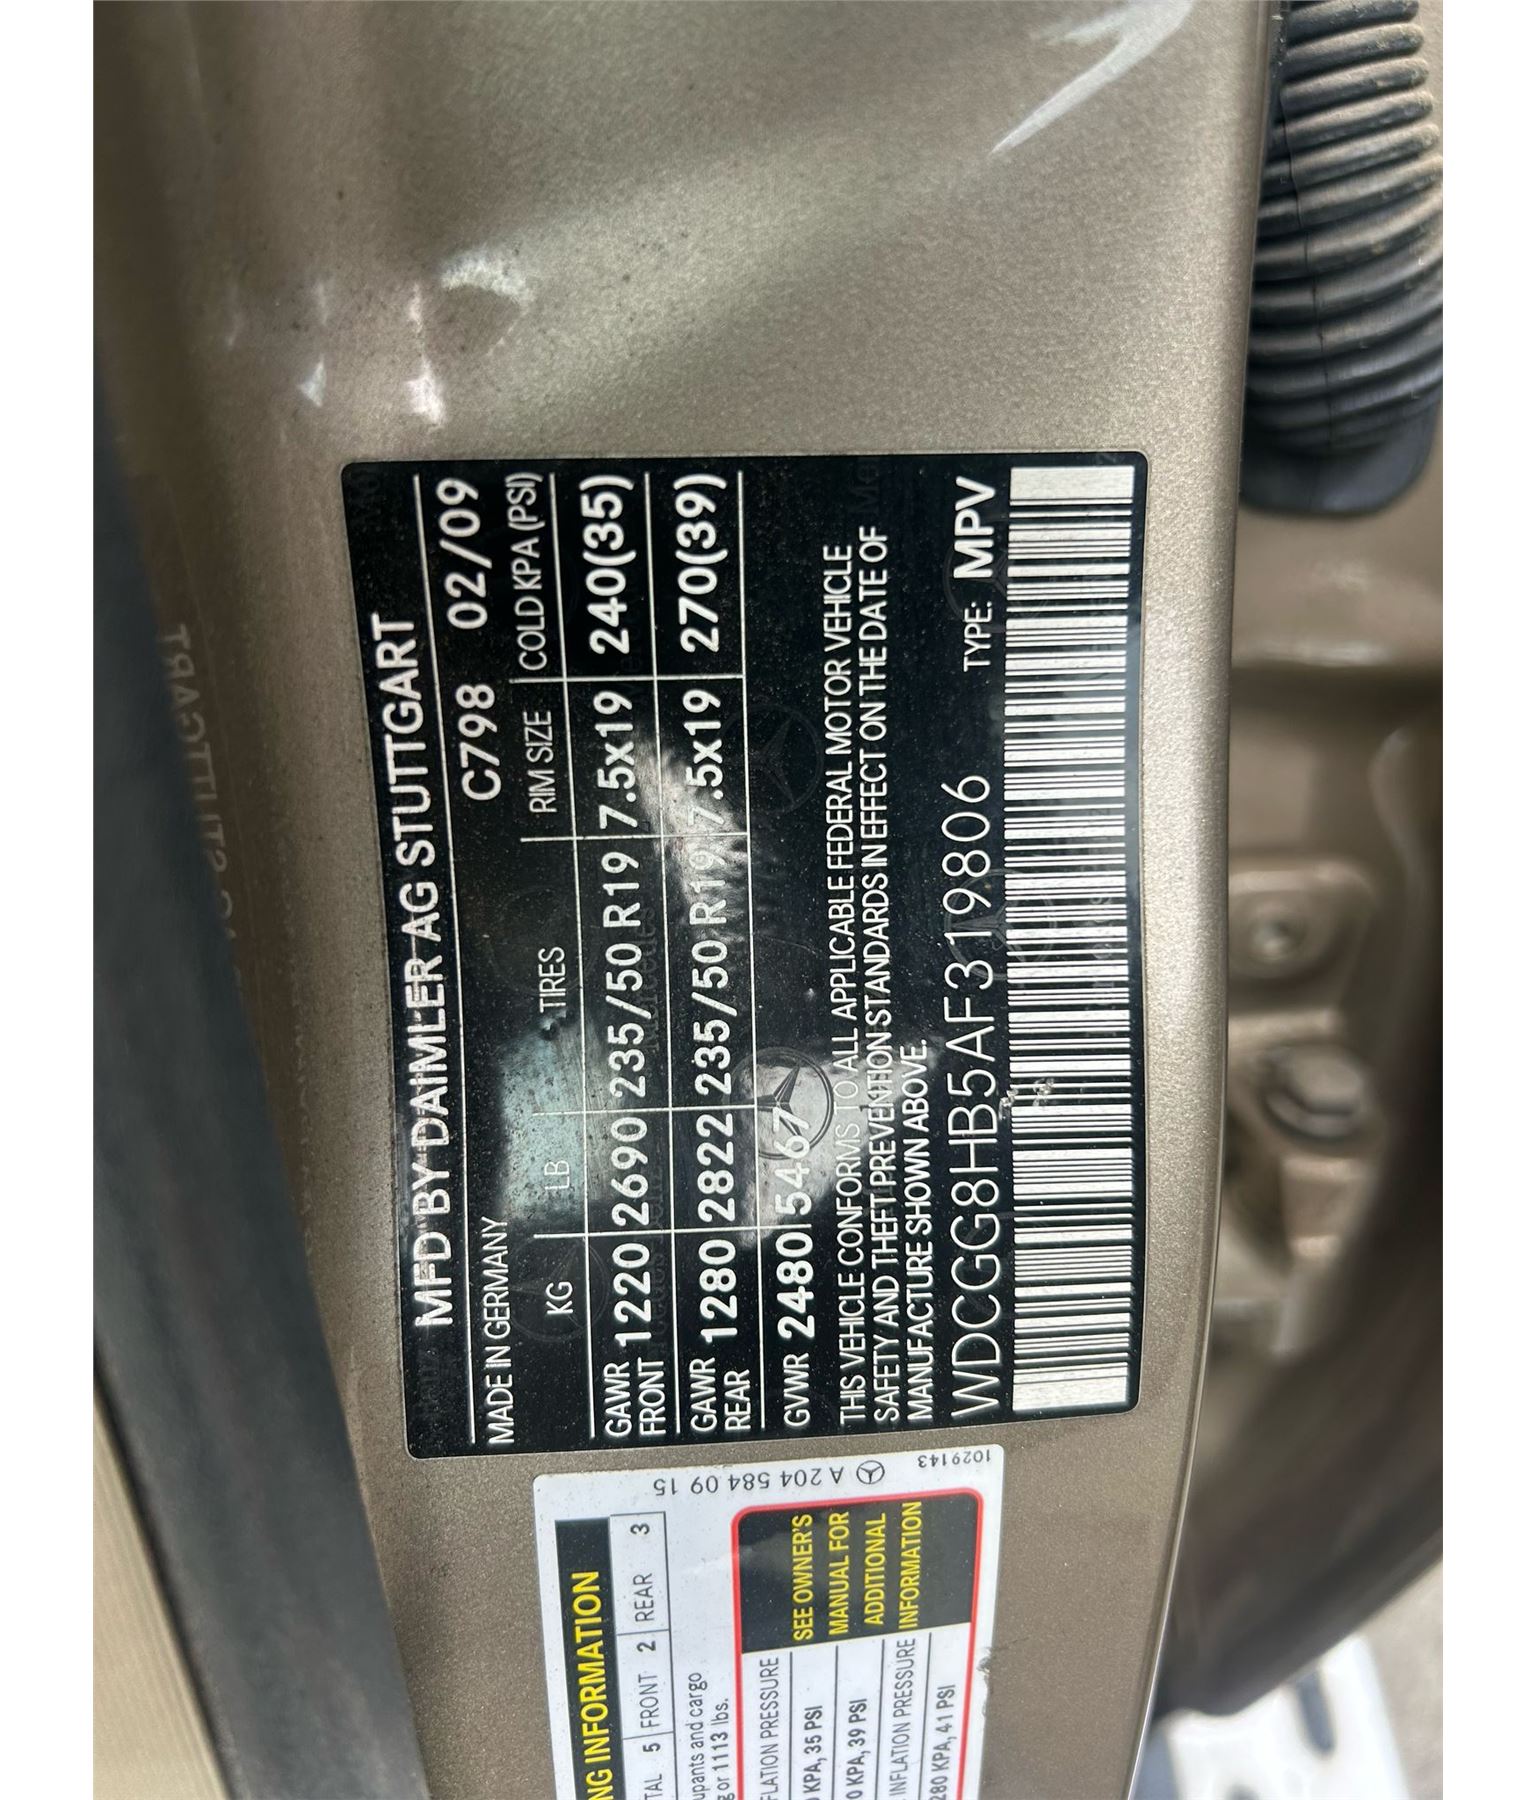 MFD BY DAIMLER AG STUTTGART
MADE IN GERMANY C798 02/09
KG LB TIRES RIM SIZE COLD KPA (PSI)
GAWR FRONT 1220 2690 235/50 R19 7.5x19 240(35)
GAWR REAR 1280 2822 235/50 R19 7.5x19 270(39)
GVWR 2480 5467
THIS VEHICLE CONFORMS TO ALL APPLICABLE FEDERAL MOTOR VEHICLE
SAFETY AND THEFT PREVENTION STANDARDS IN EFFECT ON THE DATE OF
MANUFACTURE SHOWN ABOVE.
WDCGG8HB5AF319806 TYPE: MPV
A 204 584 09 15
1029143
INFORMATION
5 FRONT 2 REAR 3
and cargo
or 1113 lbs.
PRESSURE
KPA, 35 PSI
KPA, 39 PSI
INFLATION PRESSURE
280 KPA, 41 PSI
SEE OWNER'S
MANUAL FOR
ADDITIONAL
INFORMATION